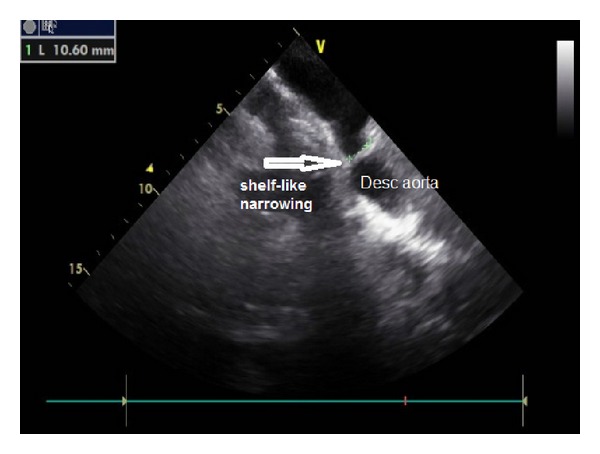 1 L 10.60 mm
V
5
10
15
Desc aorta
shelf-like
narrowing